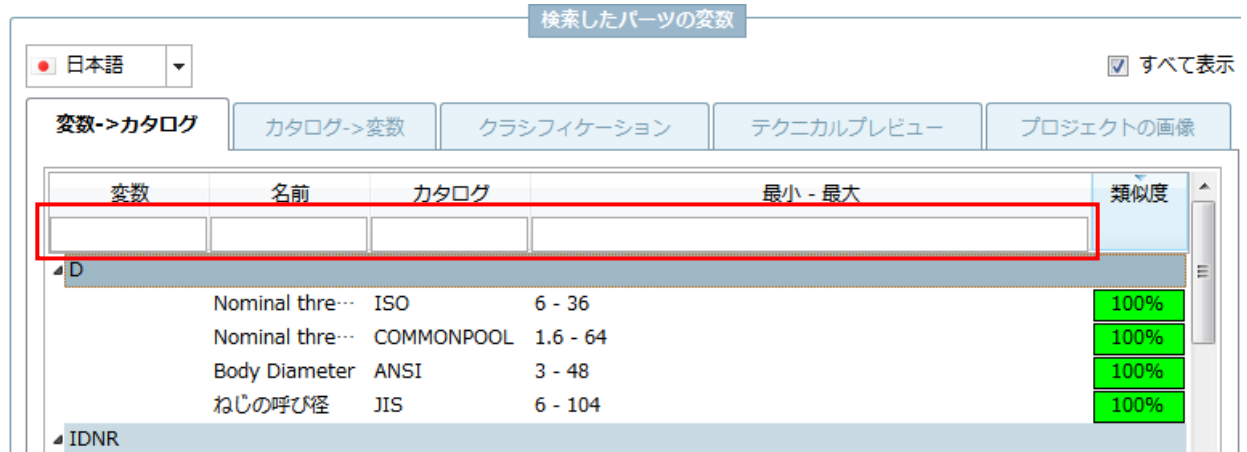 検索したパーツの変数
日本語
すべて表示
変数->カタログ カタログ->変数 クラシフィケーション テクニカルプレビュー プロジェクトの画像
変数 名前 カタログ 最小 - 最大 類似度
D
Nominal thre… ISO 6 - 36 100%
Nominal thre… COMMONPOOL 1.6 - 64 100%
Body Diameter ANSI 3 - 48 100%
ねじの呼び径 JIS 6 - 104 100%
IDNR